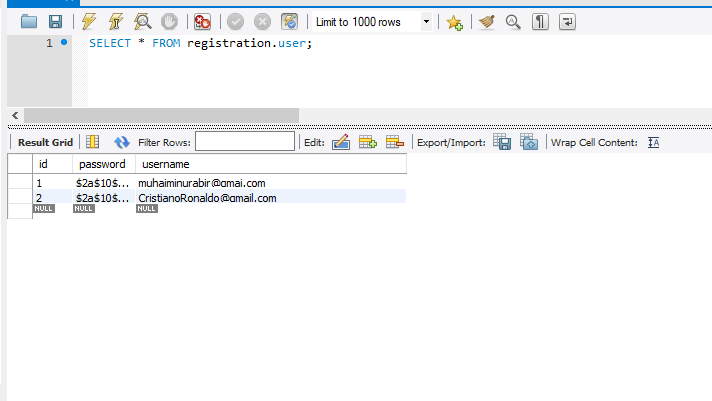 Limit to 1000 rows
1 SELECT * FROM registration.user;
Result Grid Filter Rows: Edit: Export/Import: Wrap Cell Content: IA
id password username
1 $2a$10$... muhaiminurabir@gmai.com
2 $2a$10$... CristianoRonaldo@gmail.com
NULL NULL NULL